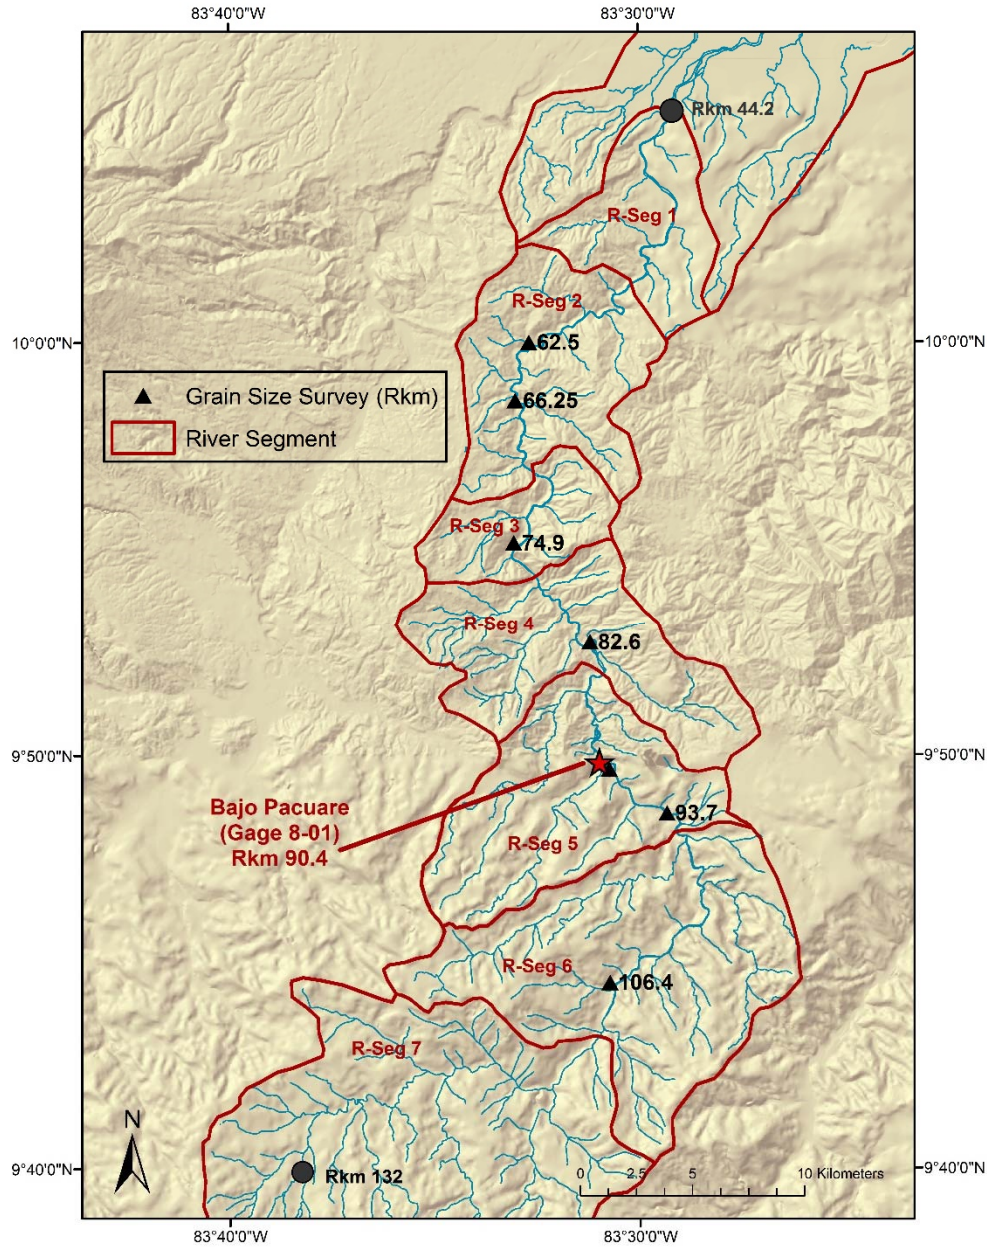 83°40'0"W 83°30'0"W
Rkm 44.2
R-Seg 1
R-Seg 2
10°0'0"N 62.5 10°0'0"N
Grain Size Survey (Rkm)
66.25
River Segment
R-Seg 3
74.9
R-Seg 4
82.6
9°50'0"N 9°50'0"N
Bajo Pacuare
(Gage 8-01)
Rkm 90.4
93.7
R-Seg 5
R-Seg 6
106.4
R-Seg 7
N
9°40'0"N Rkm 132 9°40'0"N
0 2.5 5 10 Kilometers
83°40'0"W 83°30'0"W